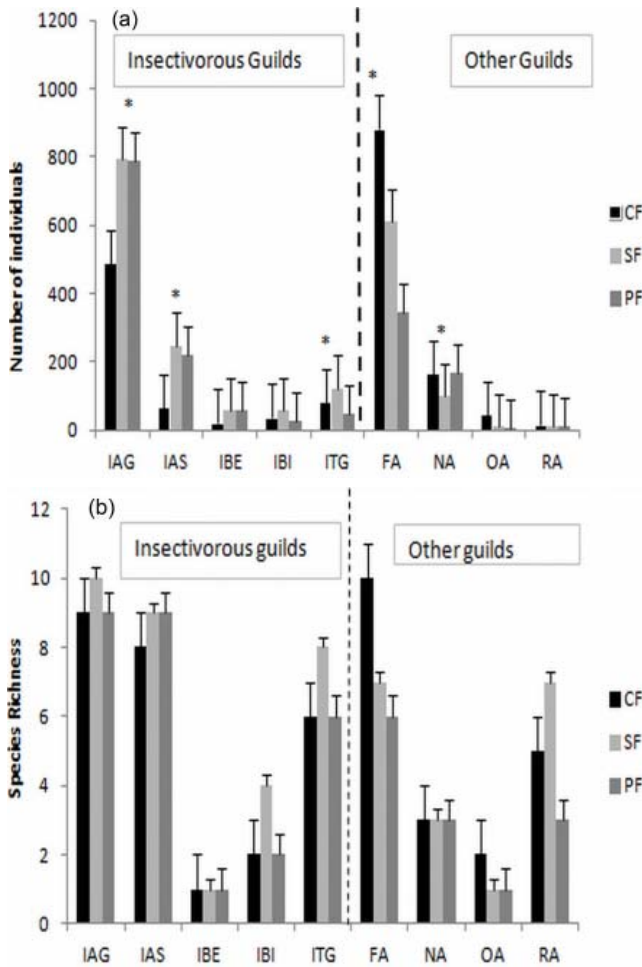 (a)
Insectivorous Guilds
Other Guilds
Number of individuals
1200
1000
800
600
400
200
0
*
*
*
*
*
IAG IAS IBE IBI ITG FA NA OA RA
CF
SF
PF
(b)
Insectivorous guilds
Other guilds
Species Richness
12
10
8
6
4
2
0
IAG IAS IBE IBI ITG FA NA OA RA
CF
SF
PF